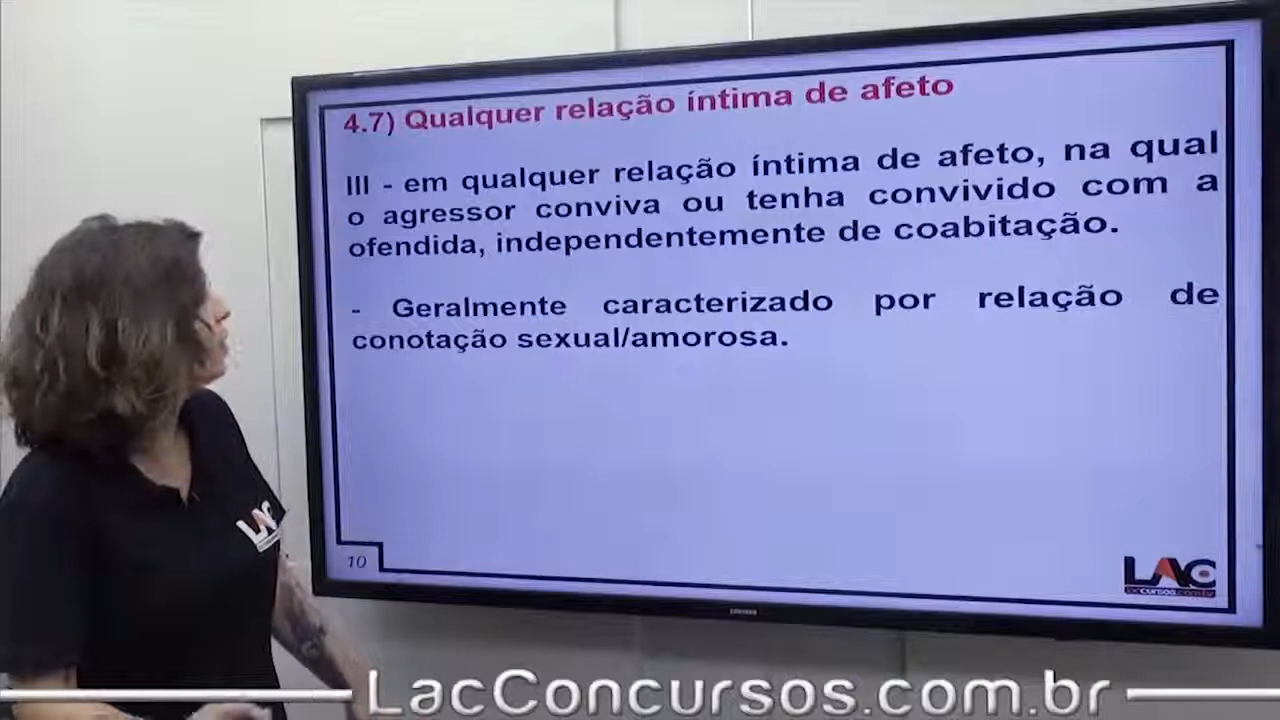 4.7) Qualquer relação íntima de afeto
III - em qualquer relação íntima de afeto, na qual
o agressor conviva ou tenha convivido com a
ofendida, independentemente de coabitação.
- Geralmente caracterizado por relação de
conotação sexual/amorosa.
10
LAC
LAC
LacConcursos.com.br